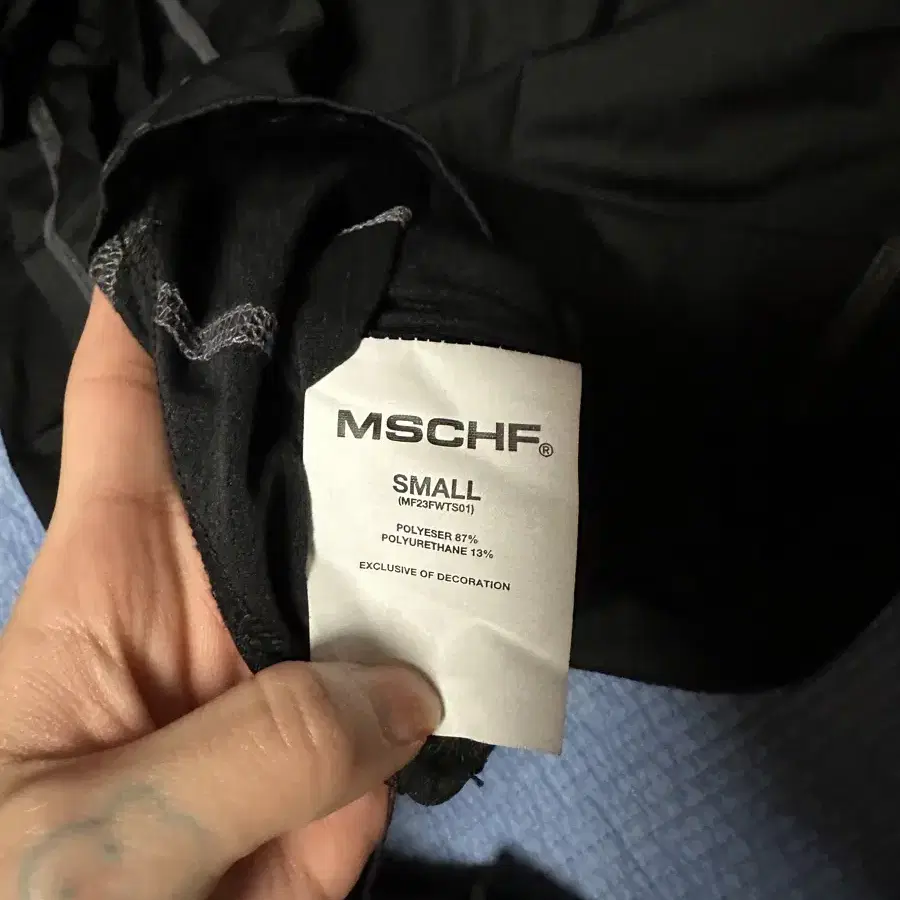 MSCHF®
SMALL
(MF23FWTS01)
POLYESER 87%
POLYURETHANE 13%
EXCLUSIVE OF DECORATION